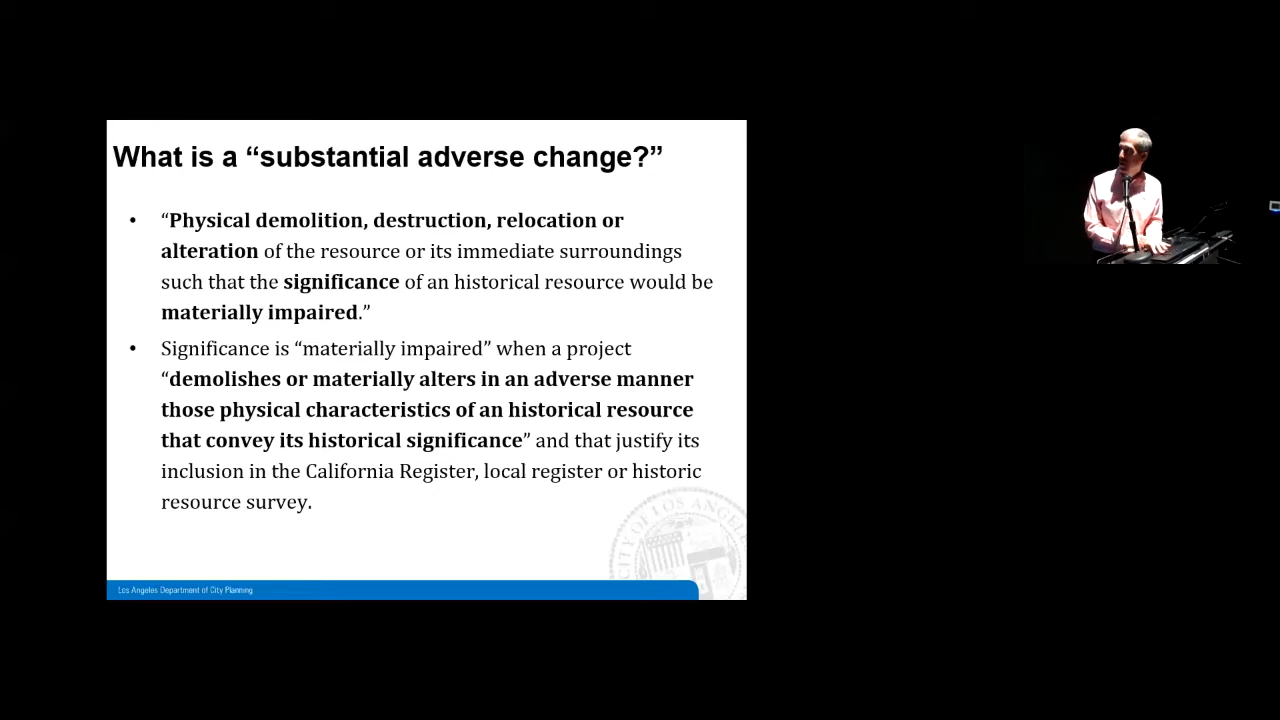 What is a “substantial adverse change?”
• “Physical demolition, destruction, relocation or
alteration of the resource or its immediate surroundings
such that the significance of an historical resource would be
materially impaired.”
• Significance is “materially impaired” when a project
“demolishes or materially alters in an adverse manner
those physical characteristics of an historical resource
that convey its historical significance” and that justify its
inclusion in the California Register, local register or historic
resource survey.
CITY OF LOS ANGELE
Los Angeles Department of City Planning